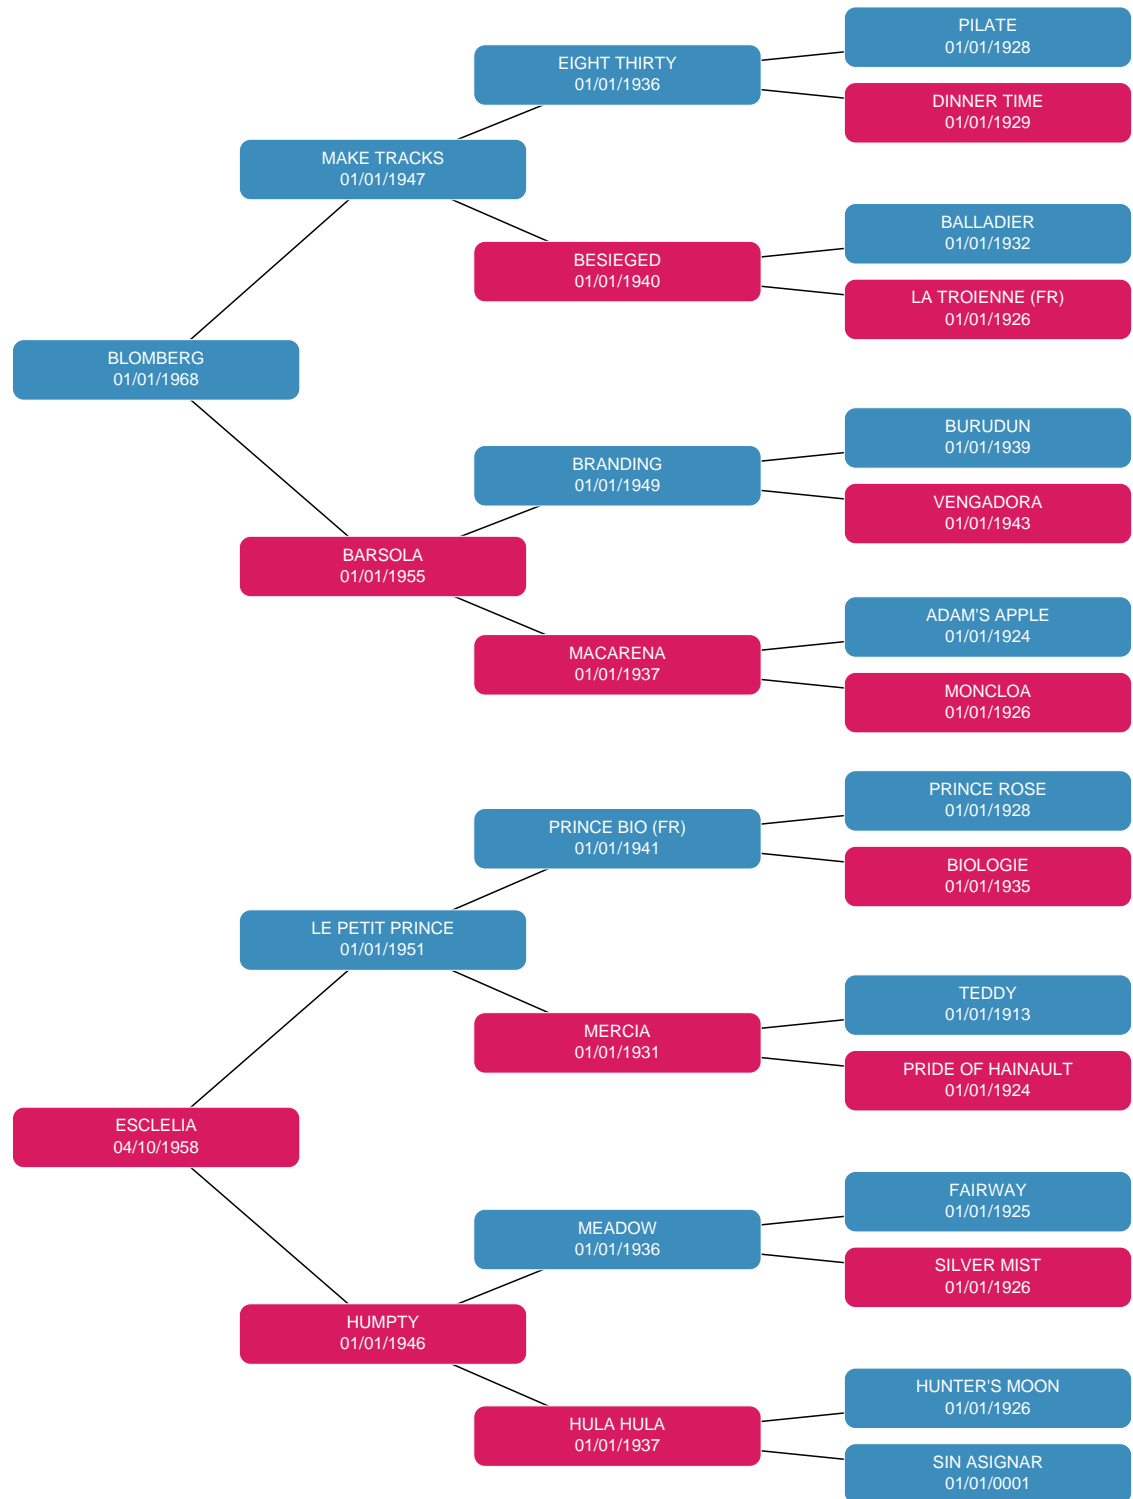 PILATE
01/01/1928
EIGHT THIRTY
01/01/1936
DINNER TIME
01/01/1929
MAKE TRACKS
01/01/1947
BALLADIER
01/01/1932
BESIEGED
01/01/1940
LA TROIENNE (FR)
01/01/1926
BLOMBERG
01/01/1968
BURUDUN
01/01/1939
BRANDING
01/01/1949
VENGADORA
01/01/1943
BARSOLA
01/01/1955
ADAM'S APPLE
01/01/1924
MACARENA
01/01/1937
MONCLOA
01/01/1926
PRINCE ROSE
01/01/1928
PRINCE BIO (FR)
01/01/1941
BIOLOGIE
01/01/1935
LE PETIT PRINCE
01/01/1951
TEDDY
01/01/1913
MERCIA
01/01/1931
PRIDE OF HAINAULT
01/01/1924
ESCLELIA
04/10/1958
FAIRWAY
01/01/1925
MEADOW
01/01/1936
SILVER MIST
01/01/1926
HUMPTY
01/01/1946
HUNTER'S MOON
01/01/1926
HULA HULA
01/01/1937
SIN ASIGNAR
01/01/0001